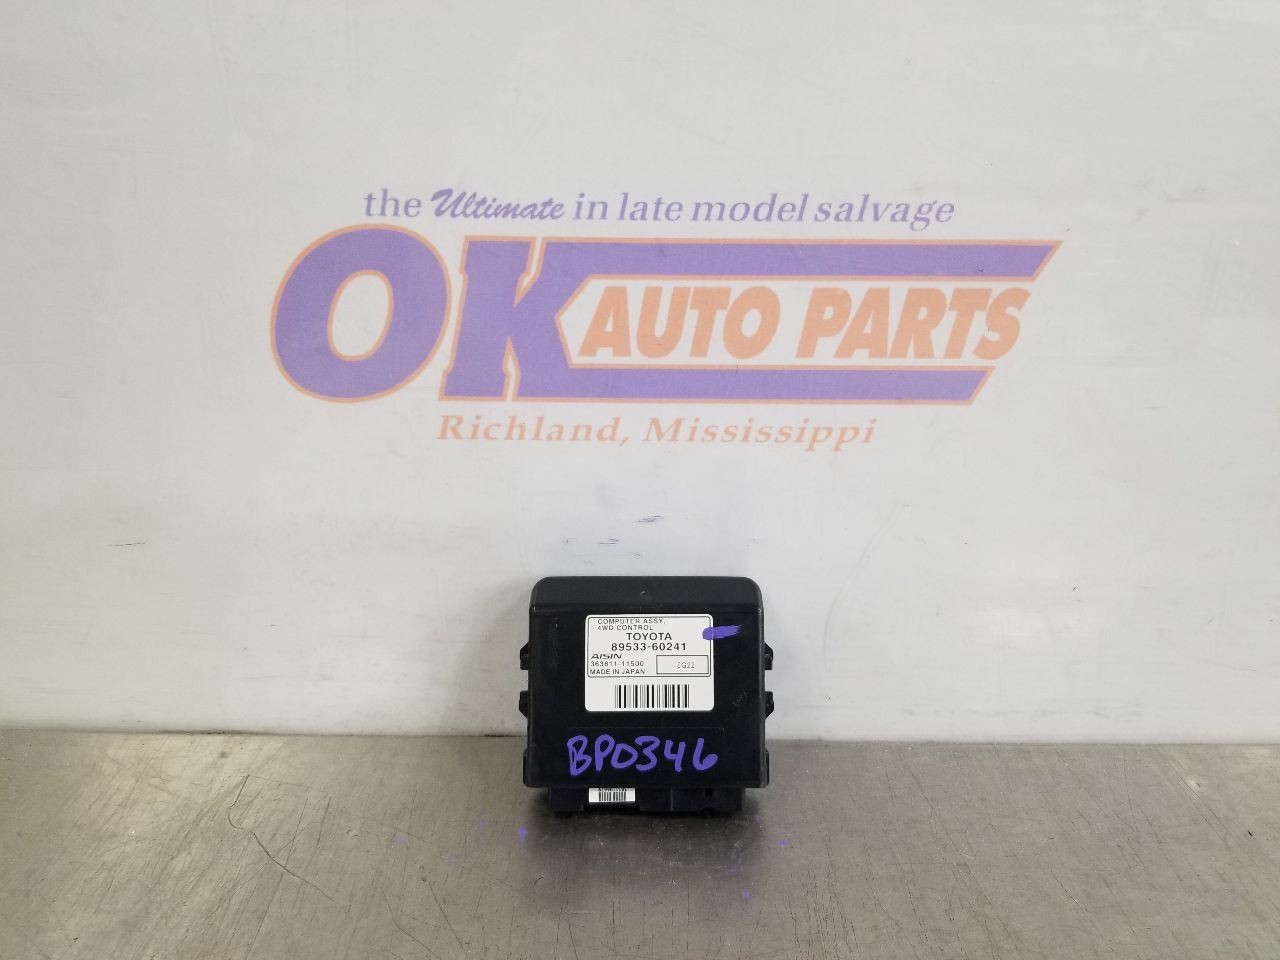 the Ultimate in late model salvage
OK AUTO PARTS
Richland, Mississippi
COMPUTER ASSY,
4WD CONTROL
TOYOTA
89533-60241
AISIN
363811-11500
MADE IN JAPAN
BP0346